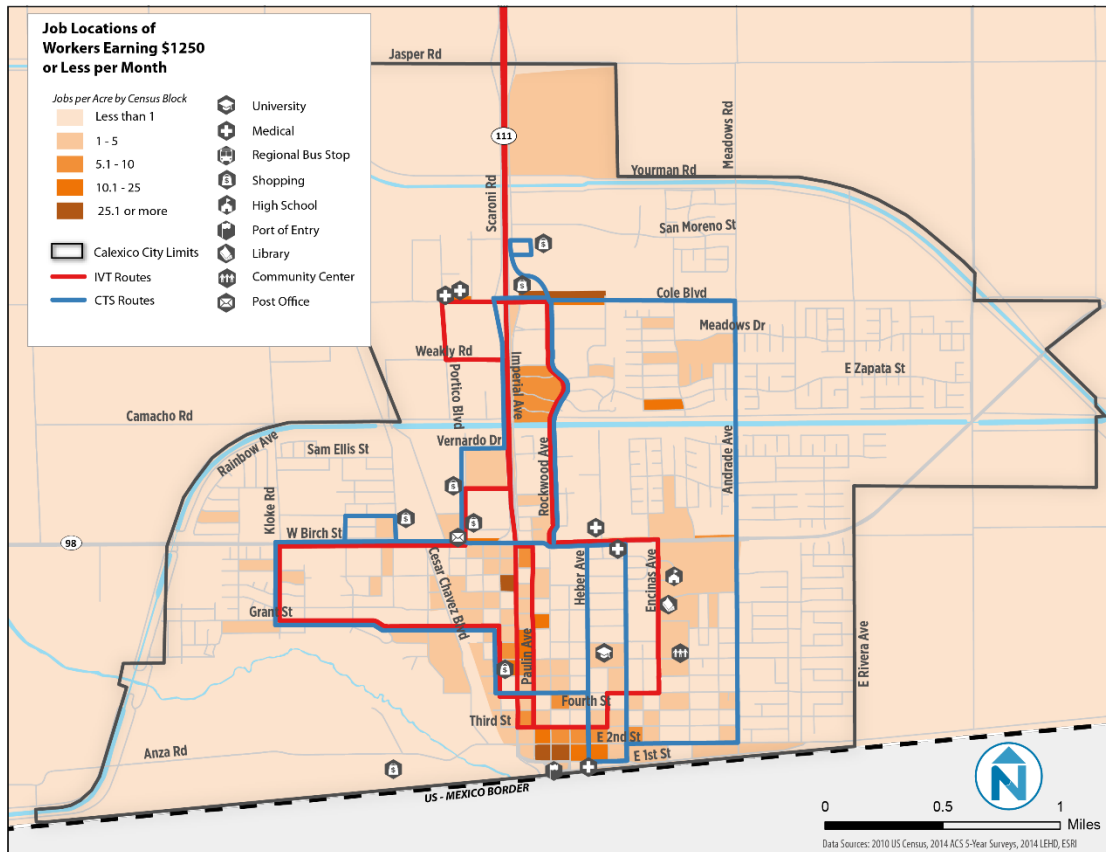 Job Locations of
Workers Earning $1250
or Less per Month
Jobs per Acre by Census Block
Less than 1
1 - 5
5.1 - 10
10.1 - 25
25.1 or more
Calexico City Limits
IVT Routes
CTS Routes
University
Medical
Regional Bus Stop
Shopping
High School
Port of Entry
Library
Community Center
Post Office
Jasper Rd
111
Scaroni Rd
Meadows Rd
Yourman Rd
San Moreno St
Cole Blvd
Meadows Dr
Weakly Rd
Imperial Ave
E Zapata St
Portico Blvd
Camacho Rd
Vernardo Dr
Rainbow Ave
Sam Ellis St
Rockwood Ave
Andrade Ave
Kloke Rd
W Birch St
98
Cesar Chavez Blvd
Heber Ave
Encinas Ave
Grant St
Paulin Ave
E Rivera Ave
Fourth St
Third St
E 2nd St
E 1st St
Anza Rd
US - MEXICO BORDER
N
0 0.5 1
Miles
Data Sources: 2010 US Census, 2014 ACS 5-Year Surveys, 2014 LEHD, ESRI